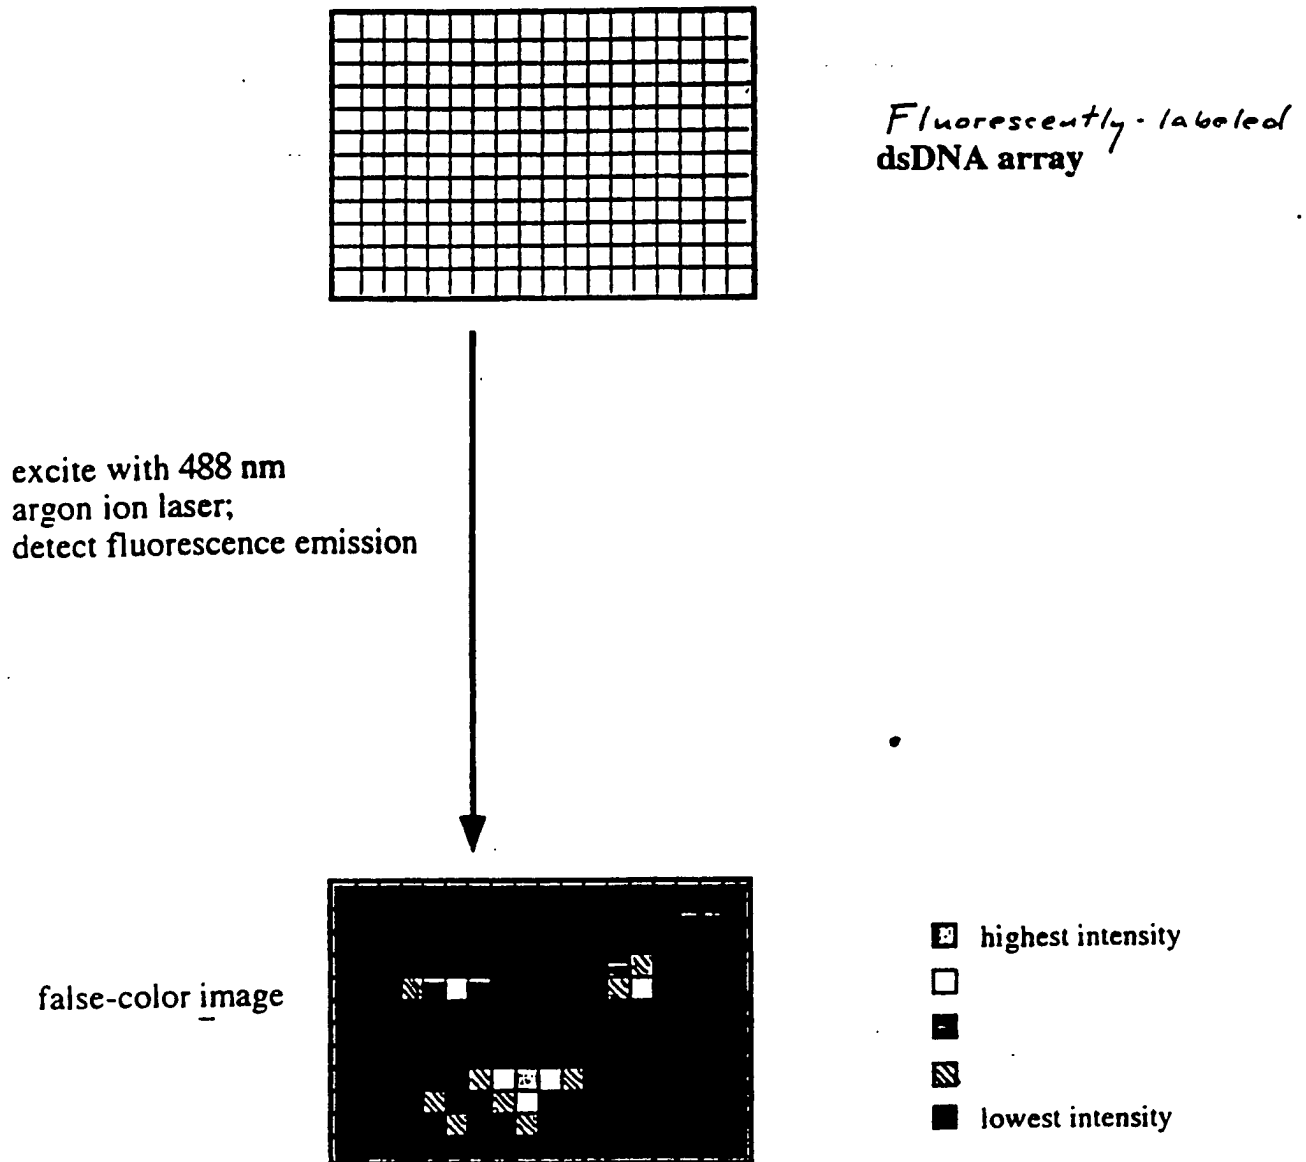 Fluorescently-labeled
dsDNA array
excite with 488 nm
argon ion laser;
detect fluorescence emission
false-color image
highest intensity
lowest intensity